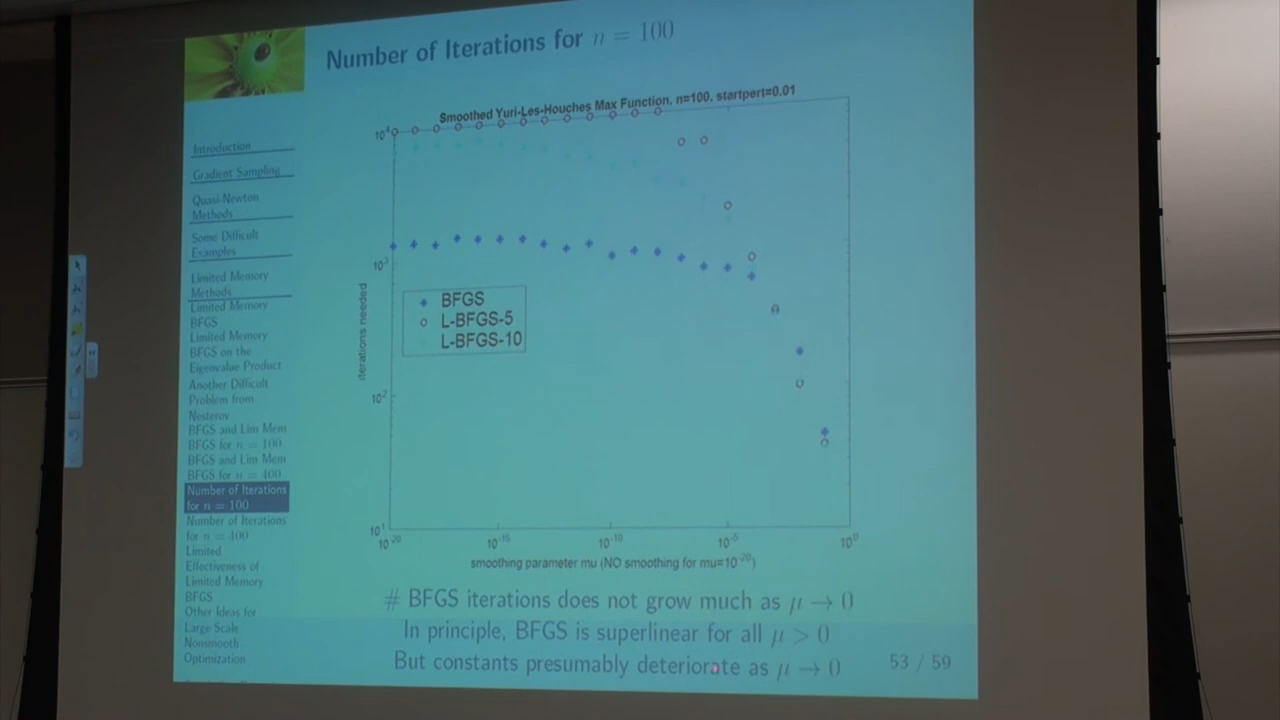 Number of Iterations for n = 100
Introduction
Gradient Sampling
Quasi-Newton
Methods
Some Difficult
Examples
Limited Memory
Methods
Limited Memory
BFGS
Limited Memory
BFGS on the
Eigenvalue Product
Another Difficult
Problem from
Nesterov
BFGS and Lim Mem
BFGS for n = 100
BFGS and Lim Mem
BFGS for n = 400
Number of Iterations
for n = 100
Number of Iterations
for n = 400
Limited
Effectiveness of
Limited Memory
BFGS
Other Ideas for
Large Scale
Nonsmooth
Optimization
Smoothed Yuri-Les-Houches Max Function, n=100, startpert=0.01
10^4
10^3
10^2
10^1
iterations needed
BFGS
L-BFGS-5
L-BFGS-10
10^-20
10^-15
10^-10
10^-5
10^0
smoothing parameter mu (NO smoothing for mu=10^-20)
# BFGS iterations does not grow much as μ → 0
In principle, BFGS is superlinear for all μ > 0
But constants presumably deteriorate as μ → 0
53 / 59